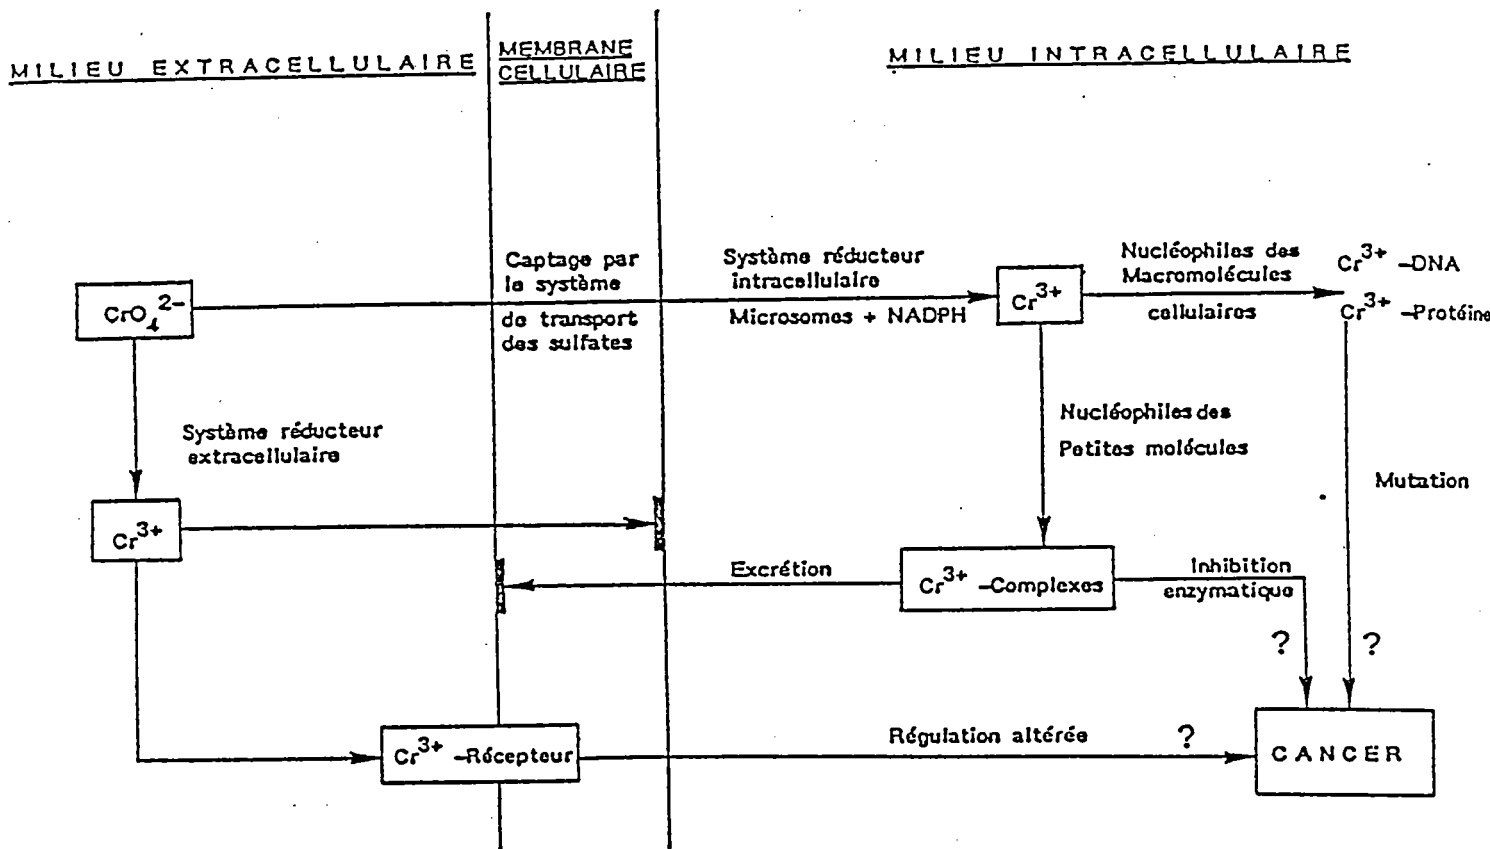 MILIEU EXTRACELLULAIRE
MEMBRANE
CELLULAIRE
MILIEU INTRACELLULAIRE
CrO4 2-
Captage par
le système
de transport
des sulfates
Système réducteur
intracellulaire
Microsomes + NADPH
Cr3+
Nucléophiles des
Macromolécules
cellulaires
Cr3+ -DNA
Cr3+ -Protéine
Système réducteur
extracellulaire
Nucléophiles des
Petites molécules
Mutation
Cr3+
Excrétion
Cr3+ -Complexes
Inhibition
enzymatique
?
?
Cr3+ -Récepteur
Régulation altérée
?
CANCER